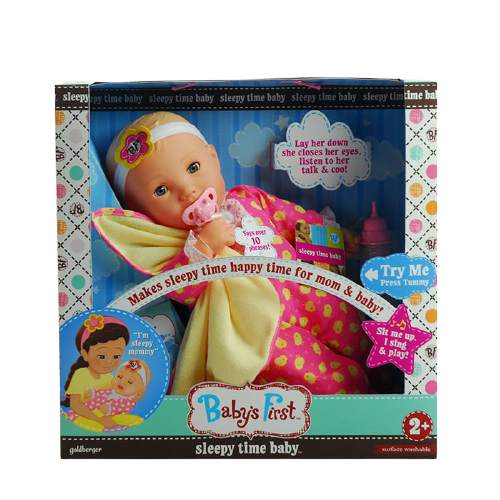 sleepy time baby sleepy time baby sleepy time baby sleepy time baby
Lay her down
she closes her eyes,
listen to her
talk & coo!
Says over
10
phrases!
sleepy time baby
Try Me
Press Tummy
Makes sleepy time happy time for mom & baby!
Sit me up,
I sing
& play!
"I'm
sleepy
mommy"
Baby's First
TM
sleepy time baby
TM
2+
goldberger
surface washable